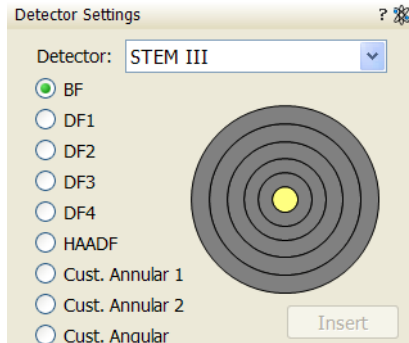 Detector Settings ?
Detector: STEM III
BF
DF1
DF2
DF3
DF4
HAADF
Cust. Annular 1
Cust. Annular 2
Insert
Cust. Angular